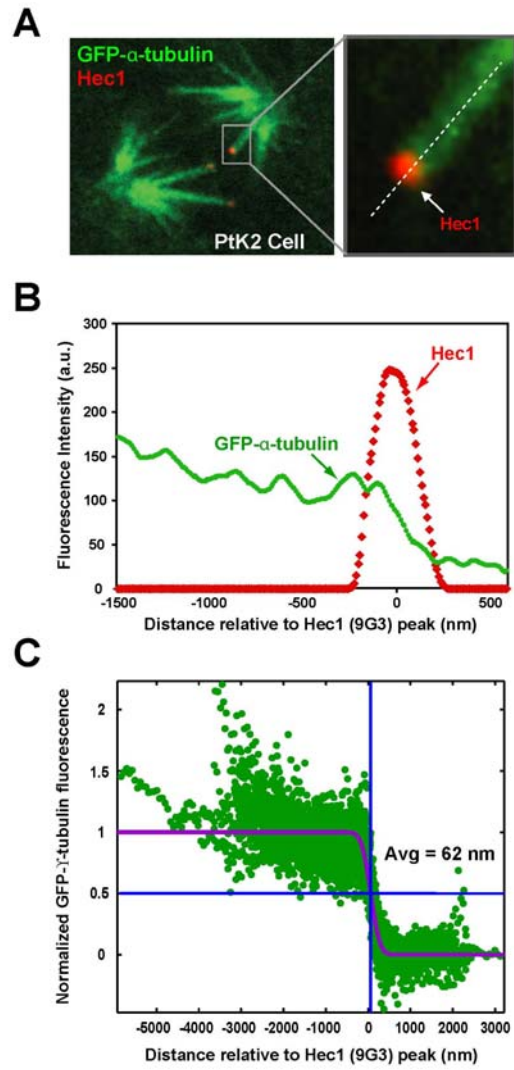 A
GFP-α-tubulin
Hec1
PtK2 Cell
Hec1
B
300
250
200
150
100
50
0
Fluorescence Intensity (a.u.)
Hec1
GFP-α-tubulin
-1500
-1000
-500
0
500
Distance relative to Hec1 (9G3) peak (nm)
C
2
1.5
1
0.5
0
Normalized GFP-ϒ-tubulin fluorescence
Avg = 62 nm
-5000
-4000
-3000
-2000
-1000
0
1000
2000
3000
Distance relative to Hec1 (9G3) peak (nm)